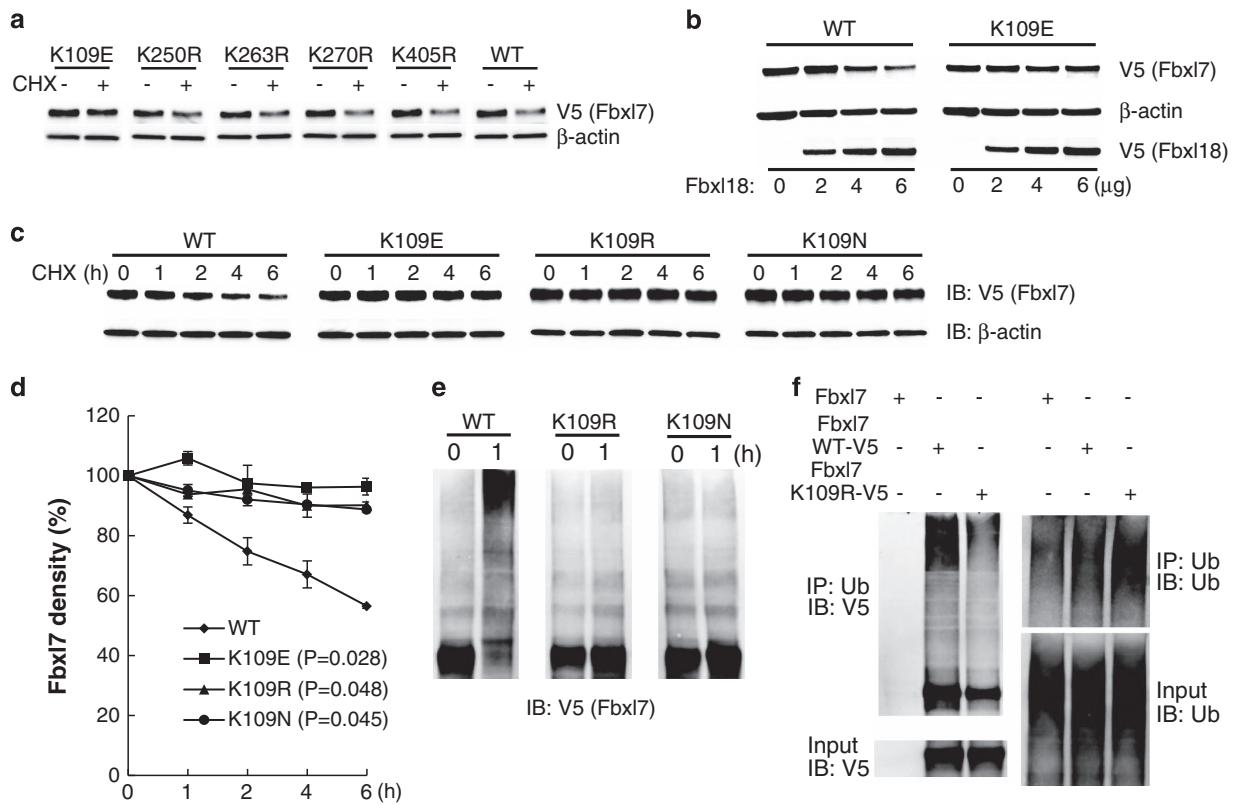 a
K109E K250R K263R K270R K405R WT
CHX - + - + - + - + - + - +
V5 (Fbxl7)
β-actin
b
WT K109E
V5 (Fbxl7)
β-actin
V5 (Fbxl18)
Fbxl18: 0 2 4 6 0 2 4 6 (μg)
c
WT K109E K109R K109N
CHX (h) 0 1 2 4 6 0 1 2 4 6 0 1 2 4 6 0 1 2 4 6
IB: V5 (Fbxl7)
IB: β-actin
d
120
100
80
60
40
20
0
Fbxl7 density (%)
WT
K109E (P=0.028)
K109R (P=0.048)
K109N (P=0.045)
0 1 2 4 6 (h)
e
WT K109R K109N
0 1 0 1 0 1 (h)
IB: V5 (Fbxl7)
f
Fbxl7 + - - + - -
Fbxl7
WT-V5 - + - - + -
Fbxl7
K109R-V5 - - + - - +
IP: Ub
IB: V5
IP: Ub
IB: Ub
Input
IB: V5
Input
IB: Ub